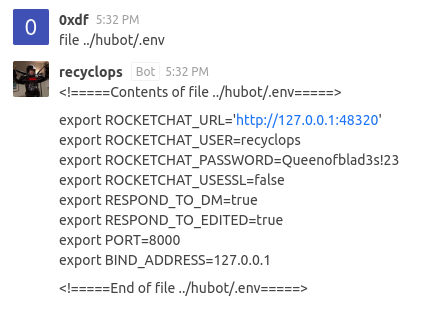 0
0xdf 5:32 PM
file ../hubot/.env
recyclops Bot 5:32 PM
<!=====Contents of file ../hubot/.env=====>
export ROCKETCHAT_URL='http://127.0.0.1:48320'
export ROCKETCHAT_USER=recyclops
export ROCKETCHAT_PASSWORD=Queenofblad3s!23
export ROCKETCHAT_USESSL=false
export RESPOND_TO_DM=true
export RESPOND_TO_EDITED=true
export PORT=8000
export BIND_ADDRESS=127.0.0.1
<!=====End of file ../hubot/.env=====>